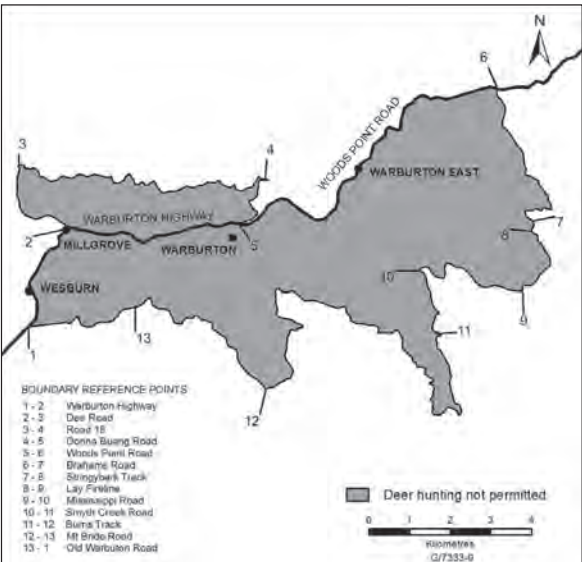 N
6
3
4
WOODS POINT ROAD
WARBURTON EAST
7
8
WARBURTON HIGHWAY
2
5
MILLGROVE
WARBURTON
10
WESBURN
9
11
1
13
12
BOUNDARY REFERENCE POINTS
1 - 2 Warburton Highway
2 - 3 Dee Road
3 - 4 Road 18
4 - 5 Donna Buang Road
5 - 6 Woods Point Road
6 - 7 Brahams Road
7 - 8 Stringybark Track
8 - 9 Lay Fireline
9 - 10 Mississippi Road
10 - 11 Smyth Creek Road
11 - 12 Burns Track
12 - 13 Mt Bride Road
13 - 1 Old Warburton Road
Deer hunting not permitted
0 1 2 3 4
Kilometres
G/7333-9